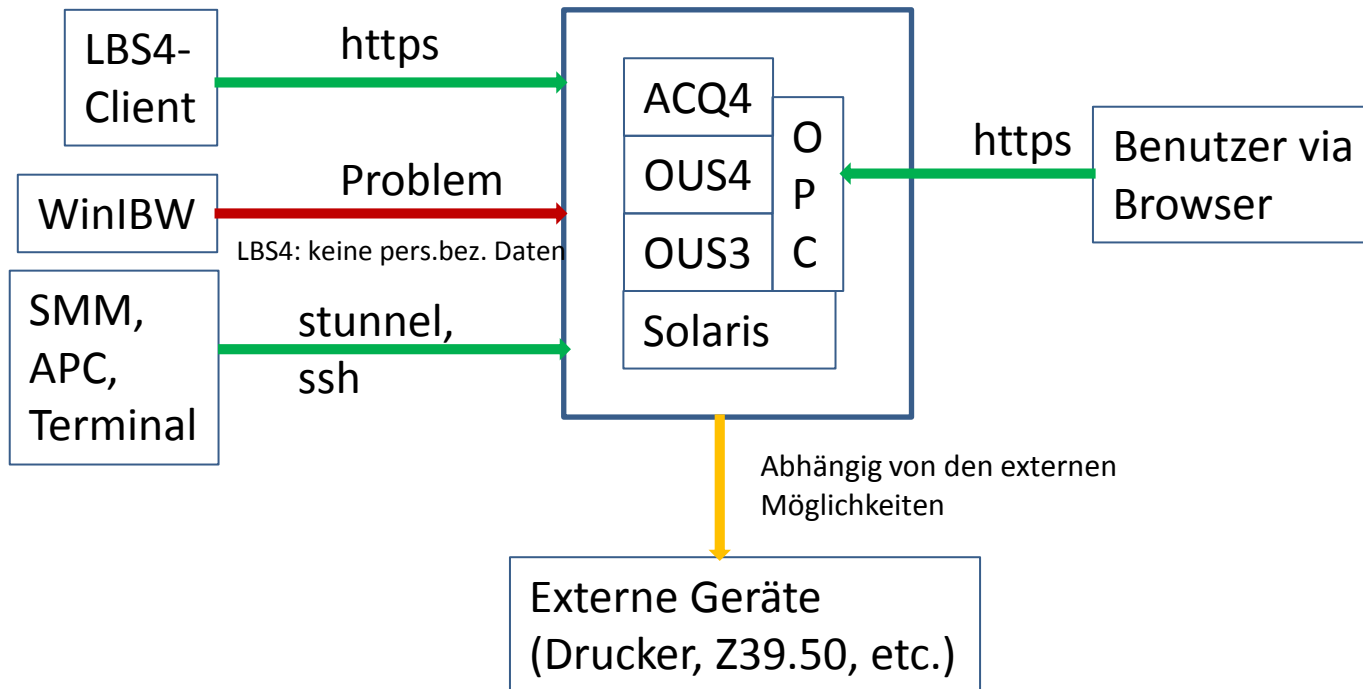 LBS4-
Client
https
WinIBW
Problem
LBS4: keine pers.bez. Daten
SMM,
APC,
Terminal
stunnel,
ssh
ACQ4
OUS4
OUS3
O
P
C
Solaris
https
Benutzer via
Browser
Abhängig von den externen
Möglichkeiten
Externe Geräte
(Drucker, Z39.50, etc.)